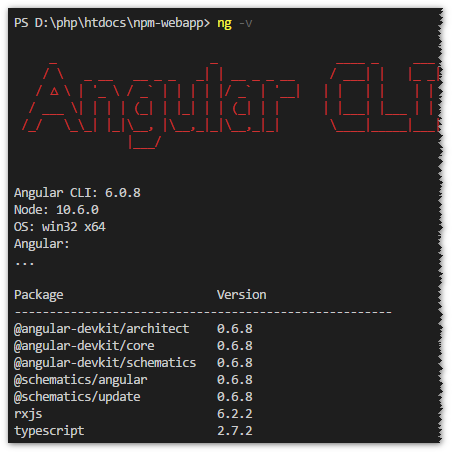 PS D:\php\htdocs\npm-webapp> ng -v
Angular CLI
Angular CLI: 6.0.8
Node: 10.6.0
OS: win32 x64
Angular:
...
Package Version
------------------------------------------------------
@angular-devkit/architect 0.6.8
@angular-devkit/core 0.6.8
@angular-devkit/schematics 0.6.8
@schematics/angular 0.6.8
@schematics/update 0.6.8
rxjs 6.2.2
typescript 2.7.2